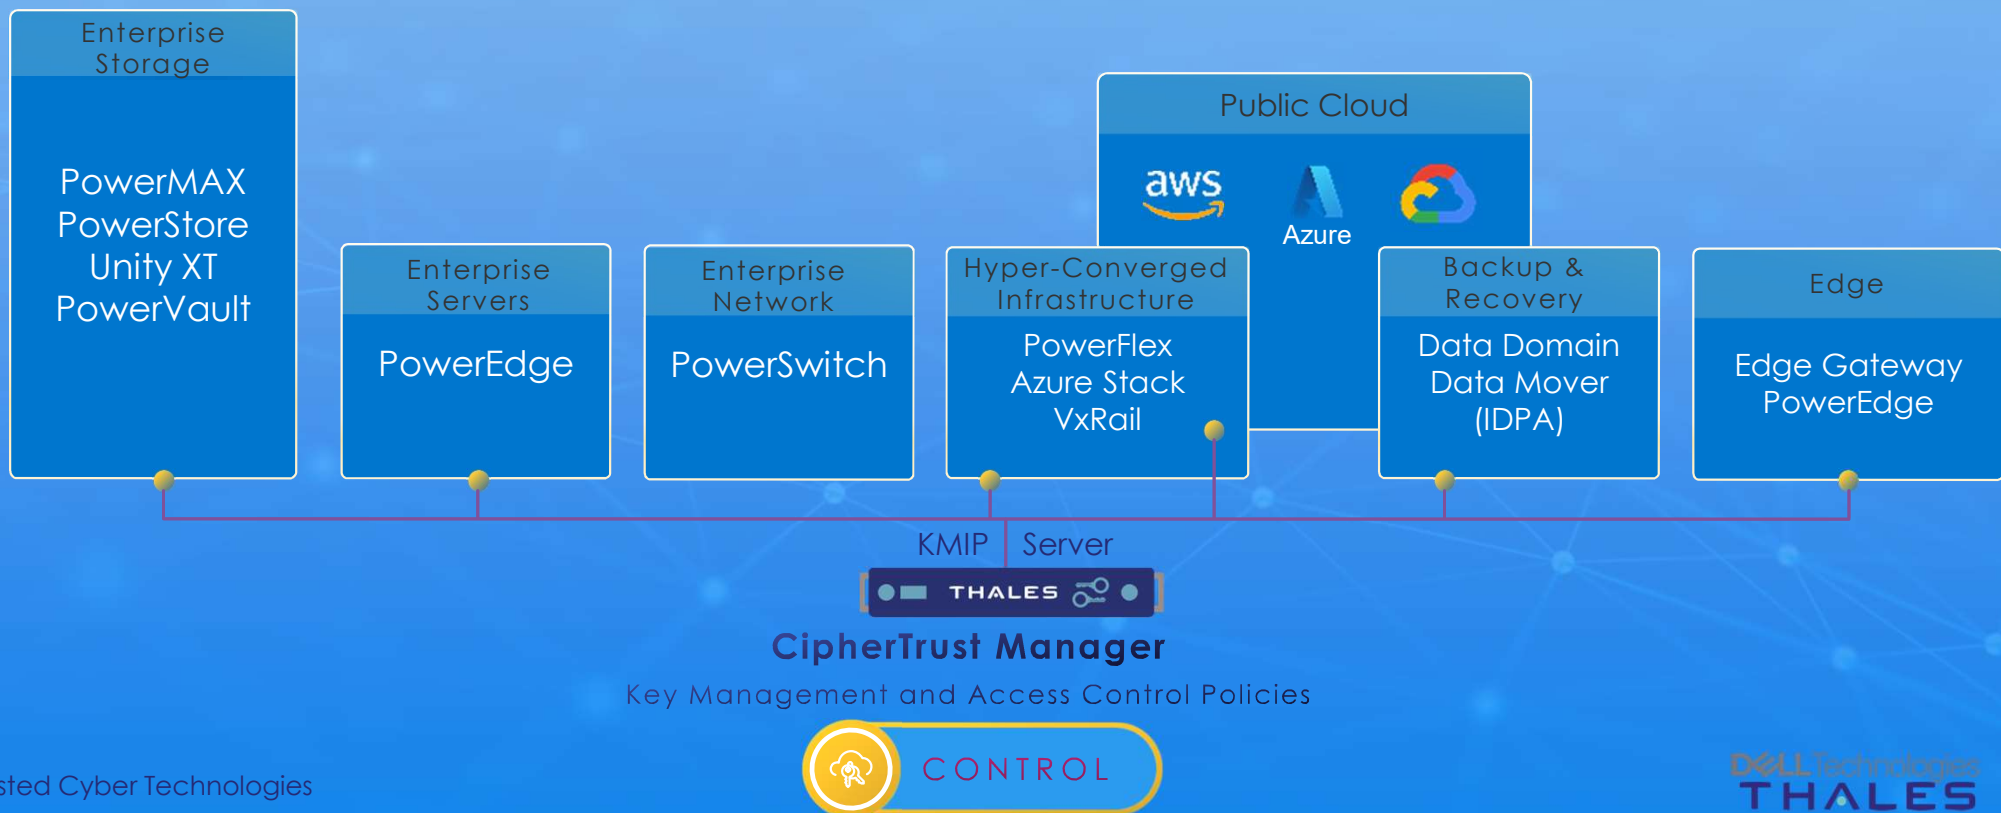 Enterprise
Storage
PowerMAX
PowerStore
Unity XT
PowerVault
Enterprise
Servers
PowerEdge
Enterprise
Network
PowerSwitch
Public Cloud
aws
Azure
Hyper-Converged
Infrastructure
PowerFlex
Azure Stack
VxRail
Backup &
Recovery
Data Domain
Data Mover
(IDPA)
Edge
Edge Gateway
PowerEdge
KMIP Server
THALES
CipherTrust Manager
Key Management and Access Control Policies
CONTROL
sted Cyber Technologies
DELL Technologies
THALES